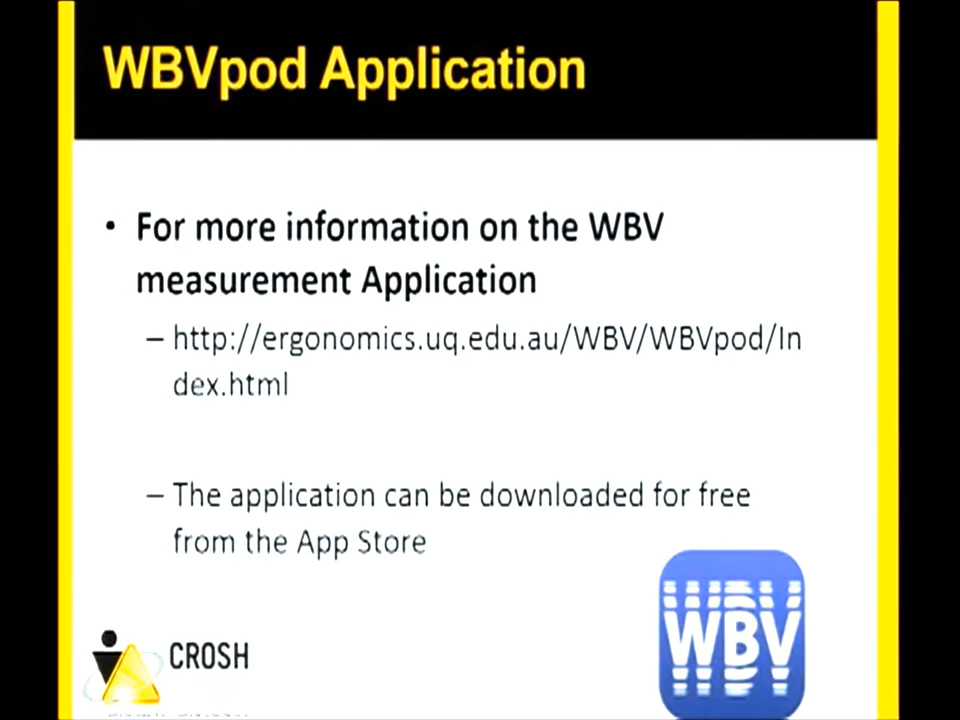 WBVpod Application
• For more information on the WBV
measurement Application
– http://ergonomics.uq.edu.au/WBV/WBVpod/In
dex.html
– The application can be downloaded for free
from the App Store
CROSH
WBV